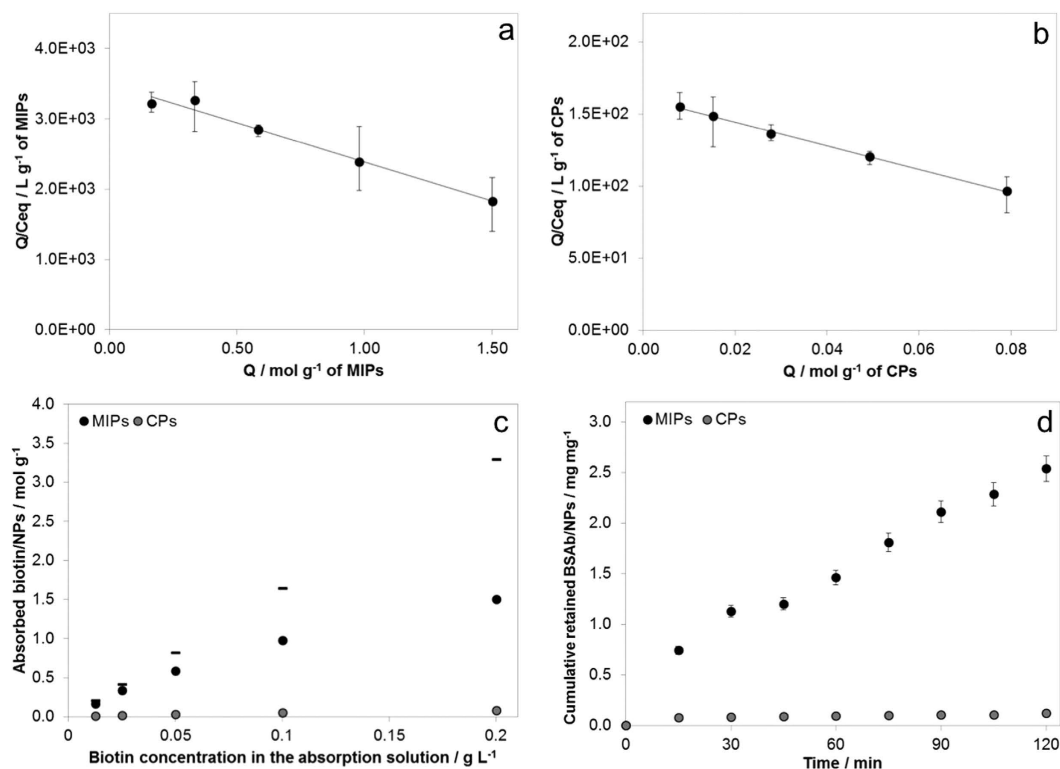 a
4.0E+03
3.0E+03
2.0E+03
1.0E+03
0.0E+00
Q/Ceq / L g⁻¹ of MIPs
0.00 0.50 1.00 1.50
Q / mol g⁻¹ of MIPs
b
2.0E+02
1.5E+02
1.0E+02
5.0E+01
0.0E+00
Q/Ceq / L g⁻¹ of CPs
0.00 0.02 0.04 0.06 0.08
Q / mol g⁻¹ of CPs
c
MIPs CPs
4.0
3.5
3.0
2.5
2.0
1.5
1.0
0.5
0.0
Absorbed biotin/NPs / mol g⁻¹
0 0.05 0.1 0.15 0.2
Biotin concentration in the absorption solution / g L⁻¹
d
MIPs CPs
3.0
2.5
2.0
1.5
1.0
0.5
0.0
Cumulative retained BSAb/NPs / mg mg⁻¹
0 30 60 90 120
Time / min